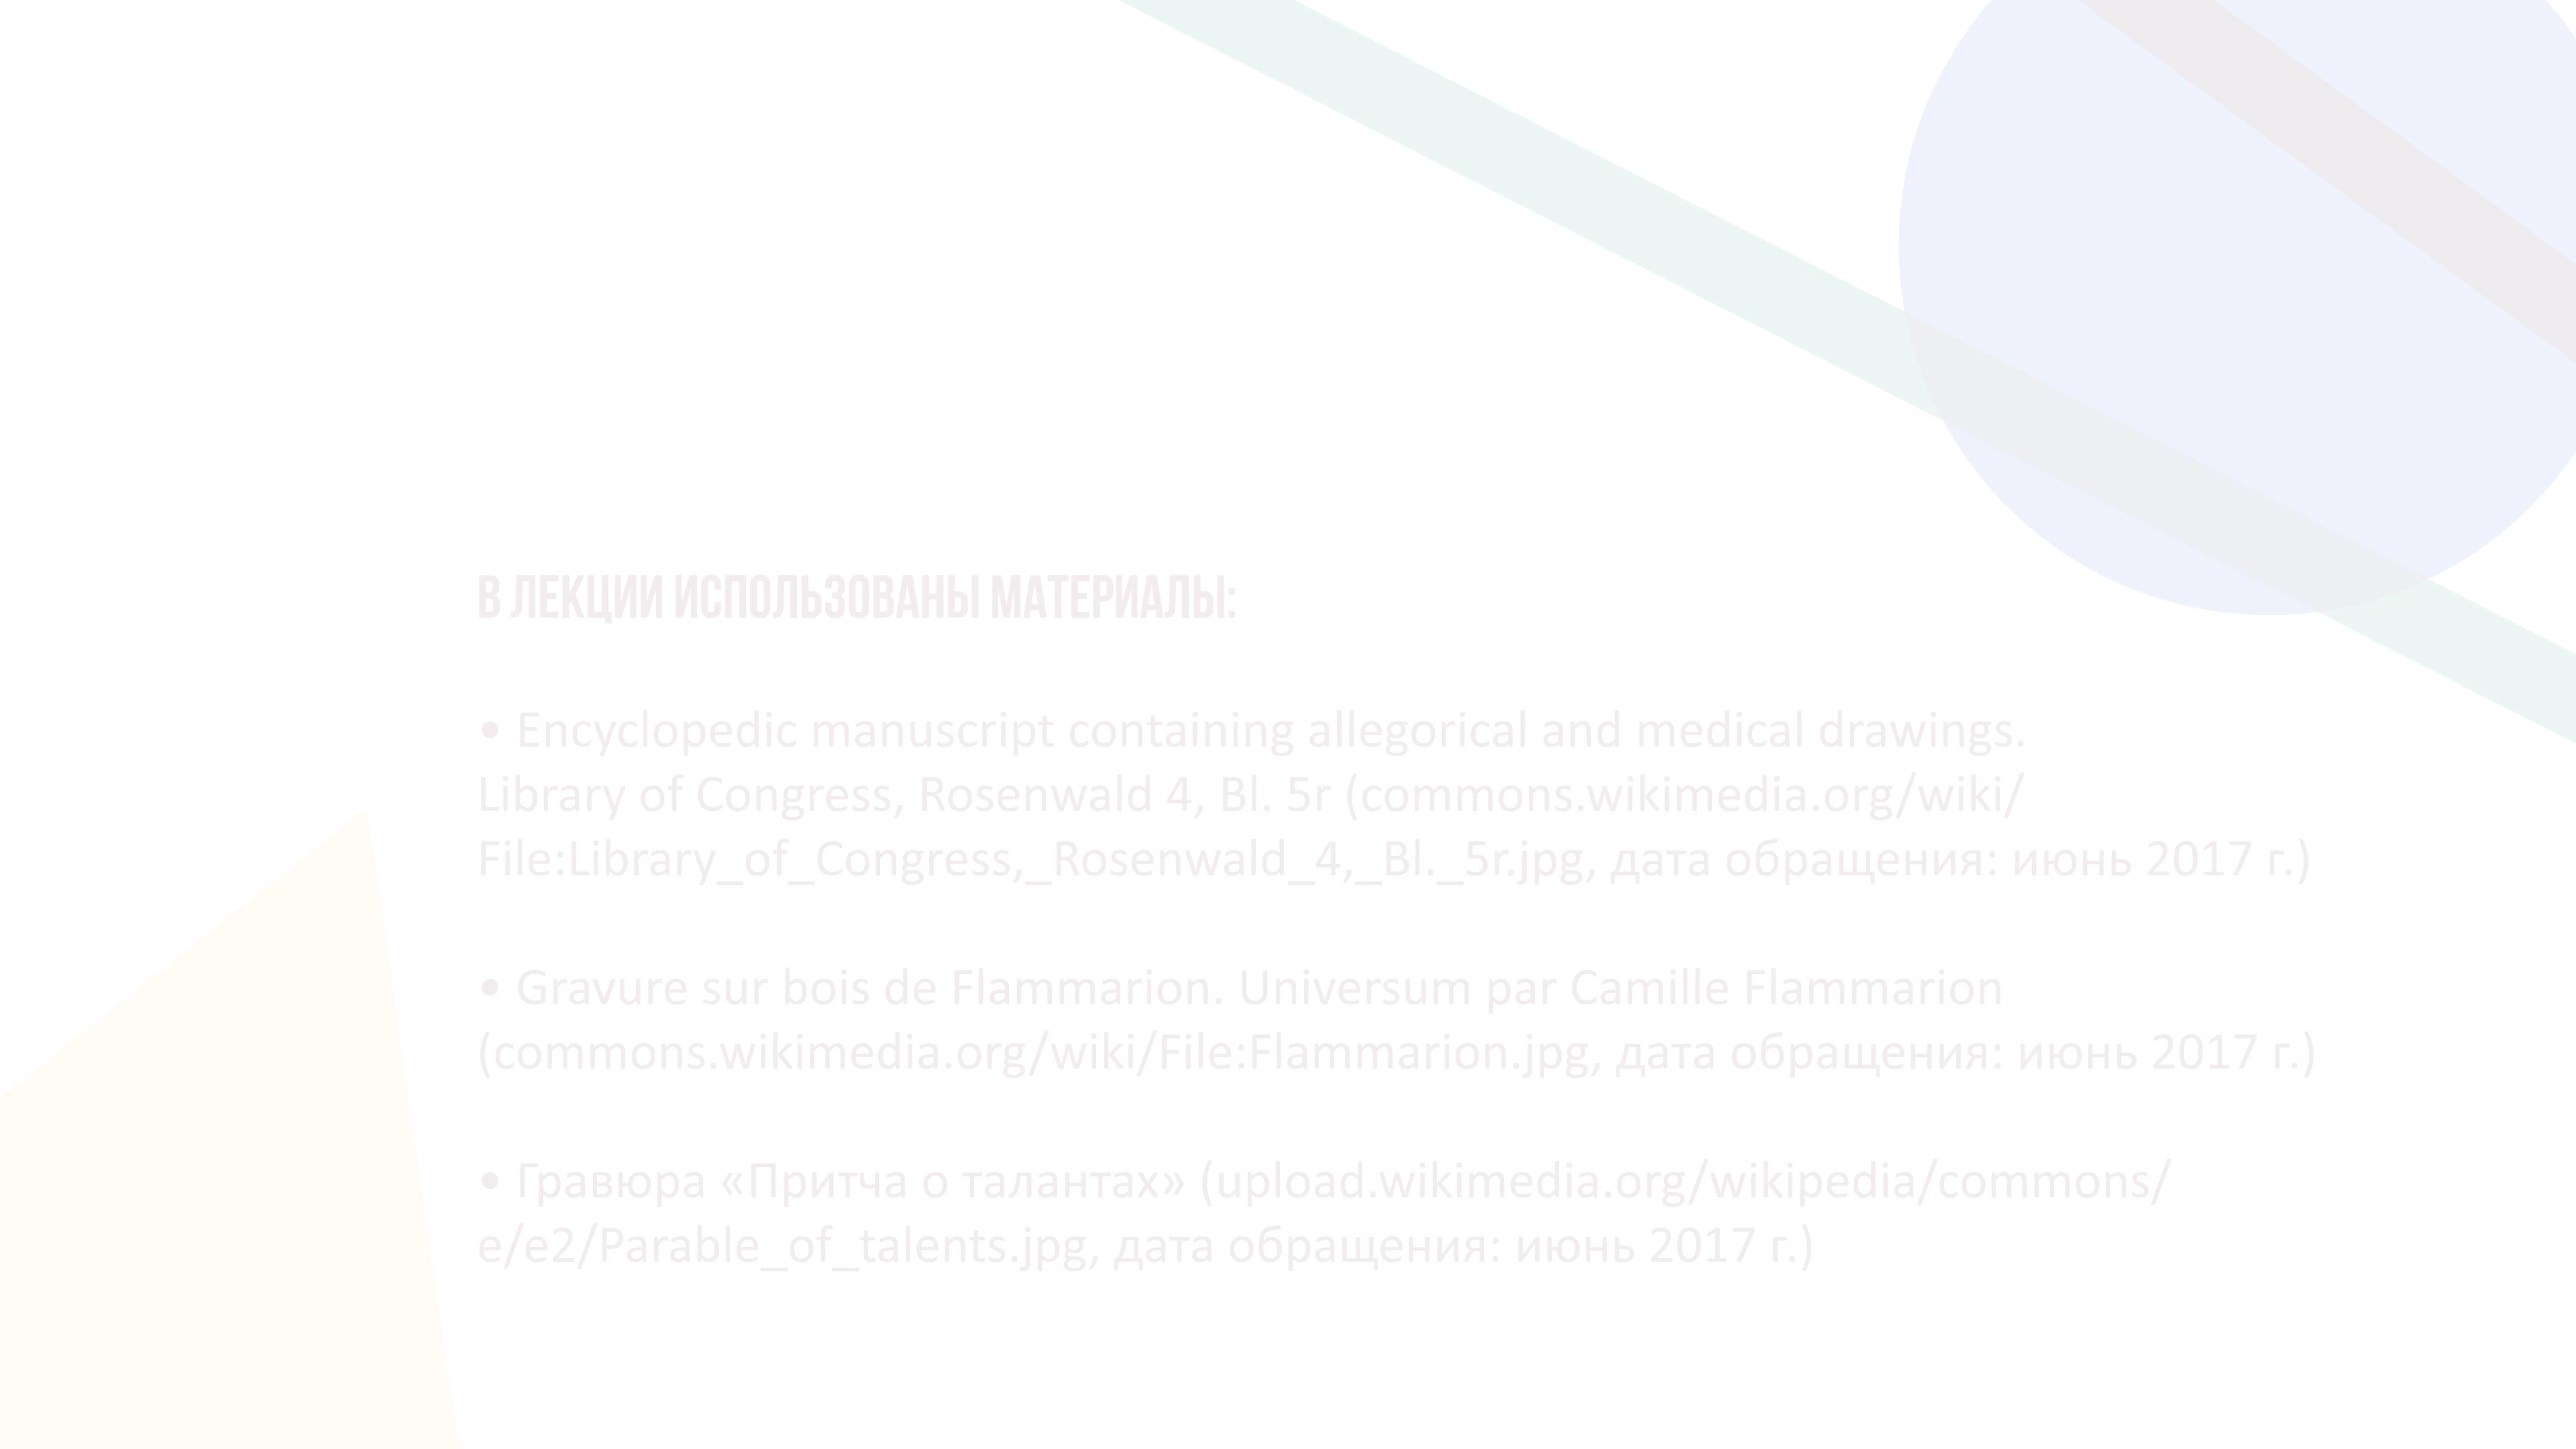 В ЛЕКЦИИ ИСПОЛЬЗОВАНЫ МАТЕРИАЛЫ:
• Encyclopedic manuscript containing allegorical and medical drawings.
Library of Congress, Rosenwald 4, Bl. 5r (commons.wikimedia.org/wiki/
File:Library_of_Congress,_Rosenwald_4,_Bl._5r.jpg, дата обращения: июнь 2017 г.)
• Gravure sur bois de Flammarion. Universum par Camille Flammarion
(commons.wikimedia.org/wiki/File:Flammarion.jpg, дата обращения: июнь 2017 г.)
• Гравюра «Притча о талантах» (upload.wikimedia.org/wikipedia/commons/
e/e2/Parable_of_talents.jpg, дата обращения: июнь 2017 г.)